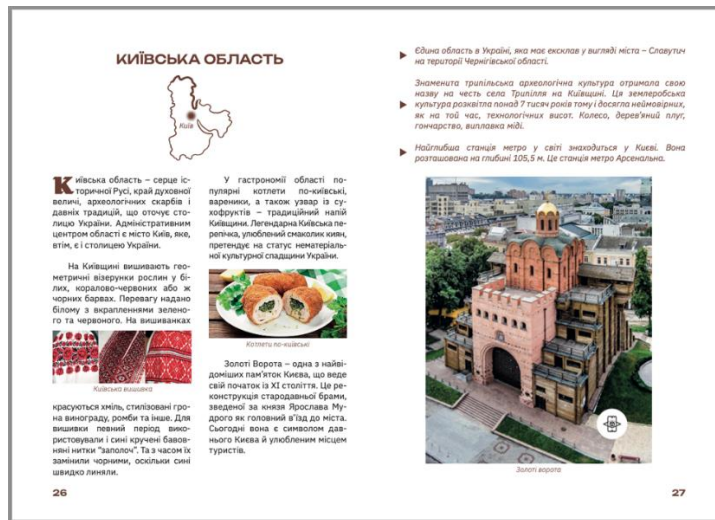 КИЇВСЬКА ОБЛАСТЬ
Київ
Київська область – серце іс-
торичної Русі, край духовної
величі, археологічних скарбів і
давніх традицій, що оточує сто-
лицю України. Адміністративним
центром області є місто Київ, яке,
втім, є і столицею України.
На Київщині вишивають гео-
метричні візерунки рослин у бі-
лих, коралово-червоних або ж
чорних барвах. Перевагу надано
білому з вкрапленнями зелено-
го та червоного. На вишиванках
Київська вишивка
красуються хміль, стилізовані гро-
на винограду, ромби та інше. Для
вишивки певний період вико-
ристовували і сині кручені бавов-
няні нитки "заполоч". Та з часом їх
замінили чорними, оскільки сині
швидко линяли.
У гастрономії області по-
пулярні котлети по-київські,
вареники, а також узвар із су-
хофруктів – традиційний напій
Київщини. Легендарна Київська пе-
репічка, улюблений смаколик киян,
претендує на статус нематеріаль-
ної культурної спадщини України.
Котлети по-київські
Золоті Ворота – одна з найві-
доміших пам'яток Києва, що веде
свій початок із XI століття. Це ре-
конструкція стародавньої брами,
зведеної за князя Ярослава Му-
дрого як головний в'їзд до міста.
Сьогодні вона є символом дав-
нього Києва й улюбленим місцем
туристів.
26
Єдина область в Україні, яка має ексклав у вигляді міста – Славутич
на території Чернігівської області.
Знаменита трипільська археологічна культура отримала свою
назву на честь села Трипілля на Київщині. Ця землеробська
культура розквітла понад 7 тисяч років тому і досягла неймовірних,
як на той час, технологічних висот. Колесо, дерев'яний плуг,
гончарство, виплавка міді.
Найглибша станція метро у світі знаходиться у Києві. Вона
розташована на глибині 105,5 м. Це станція метро Арсенальна.
Золоті ворота
27